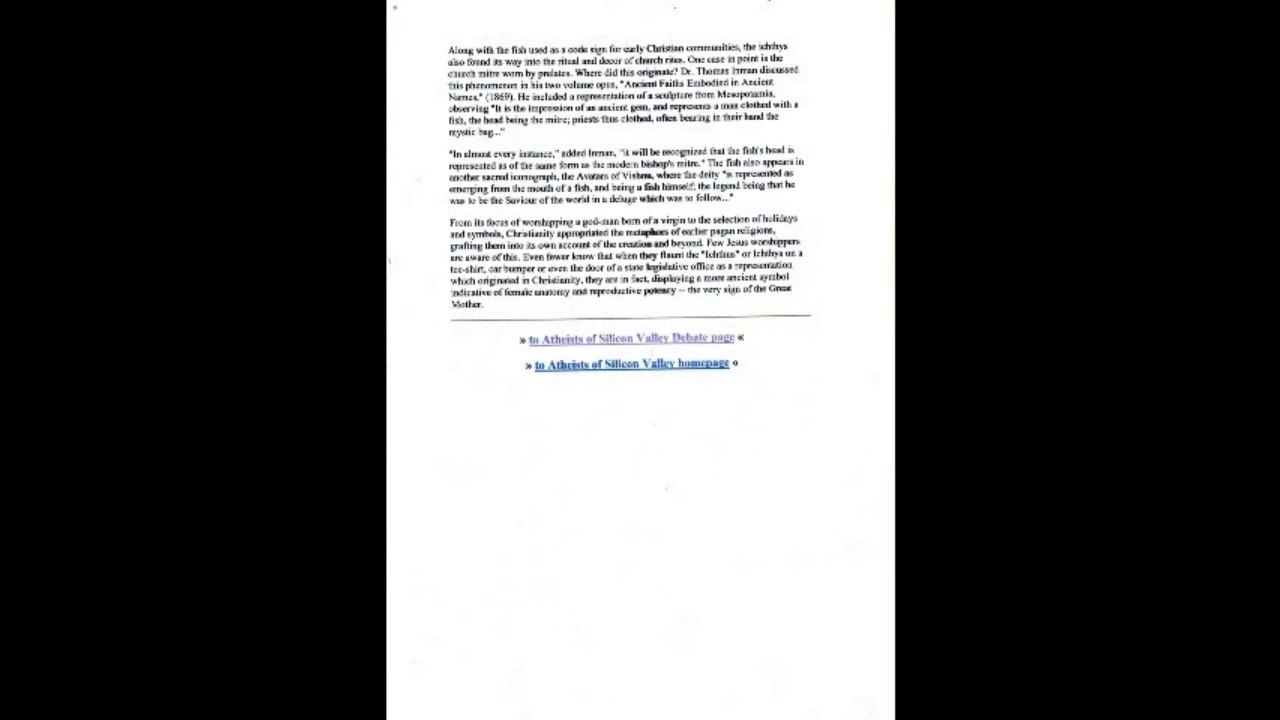 Along with the fish used as a code sign for early Christian communities, the ichthys
also found its way into the ritual and decor of church rites. One case in point is the
church mitre worn by prelates. Where did this originate? Dr. Thomas Inman discussed
this phenomenon in his two volume opus, "Ancient Faiths Embodied in Ancient
Names," (1869). He included a representation of a sculpture from Mesopotamia,
observing "It is the impression of an ancient gem, and represents a man clothed with a
fish, the head being the mitre; priests thus clothed, often bearing in their hand the
mystic bag..."
"In almost every instance," added Inman, "it will be recognized that the fish's head is
represented as of the same form as the modern bishop's mitre." The fish also appears in
another sacred iconograph, the Avatars of Vishnu, where the deity "is represented as
emerging from the mouth of a fish, and being a fish himself; the legend being that he
was to be the Saviour of the world in a deluge which was to follow..."
From its focus of worshipping a god-man born of a virgin to the selection of holidays
and symbols, Christianity appropriated the metaphors of earlier pagan religions,
grafting them into its own account of the creation and beyond. Few Jesus worshippers
are aware of this. Even fewer know that when they flaunt the "Ichthus" or Ichthys on a
tee-shirt, car bumper or even the door of a state legislative office as a representation
which originated in Christianity, they are in fact, displaying a more ancient symbol
indicative of female anatomy and reproductive potency -- the very sign of the Great
Mother.
» to Atheists of Silicon Valley Debate page «
» to Atheists of Silicon Valley homepage «